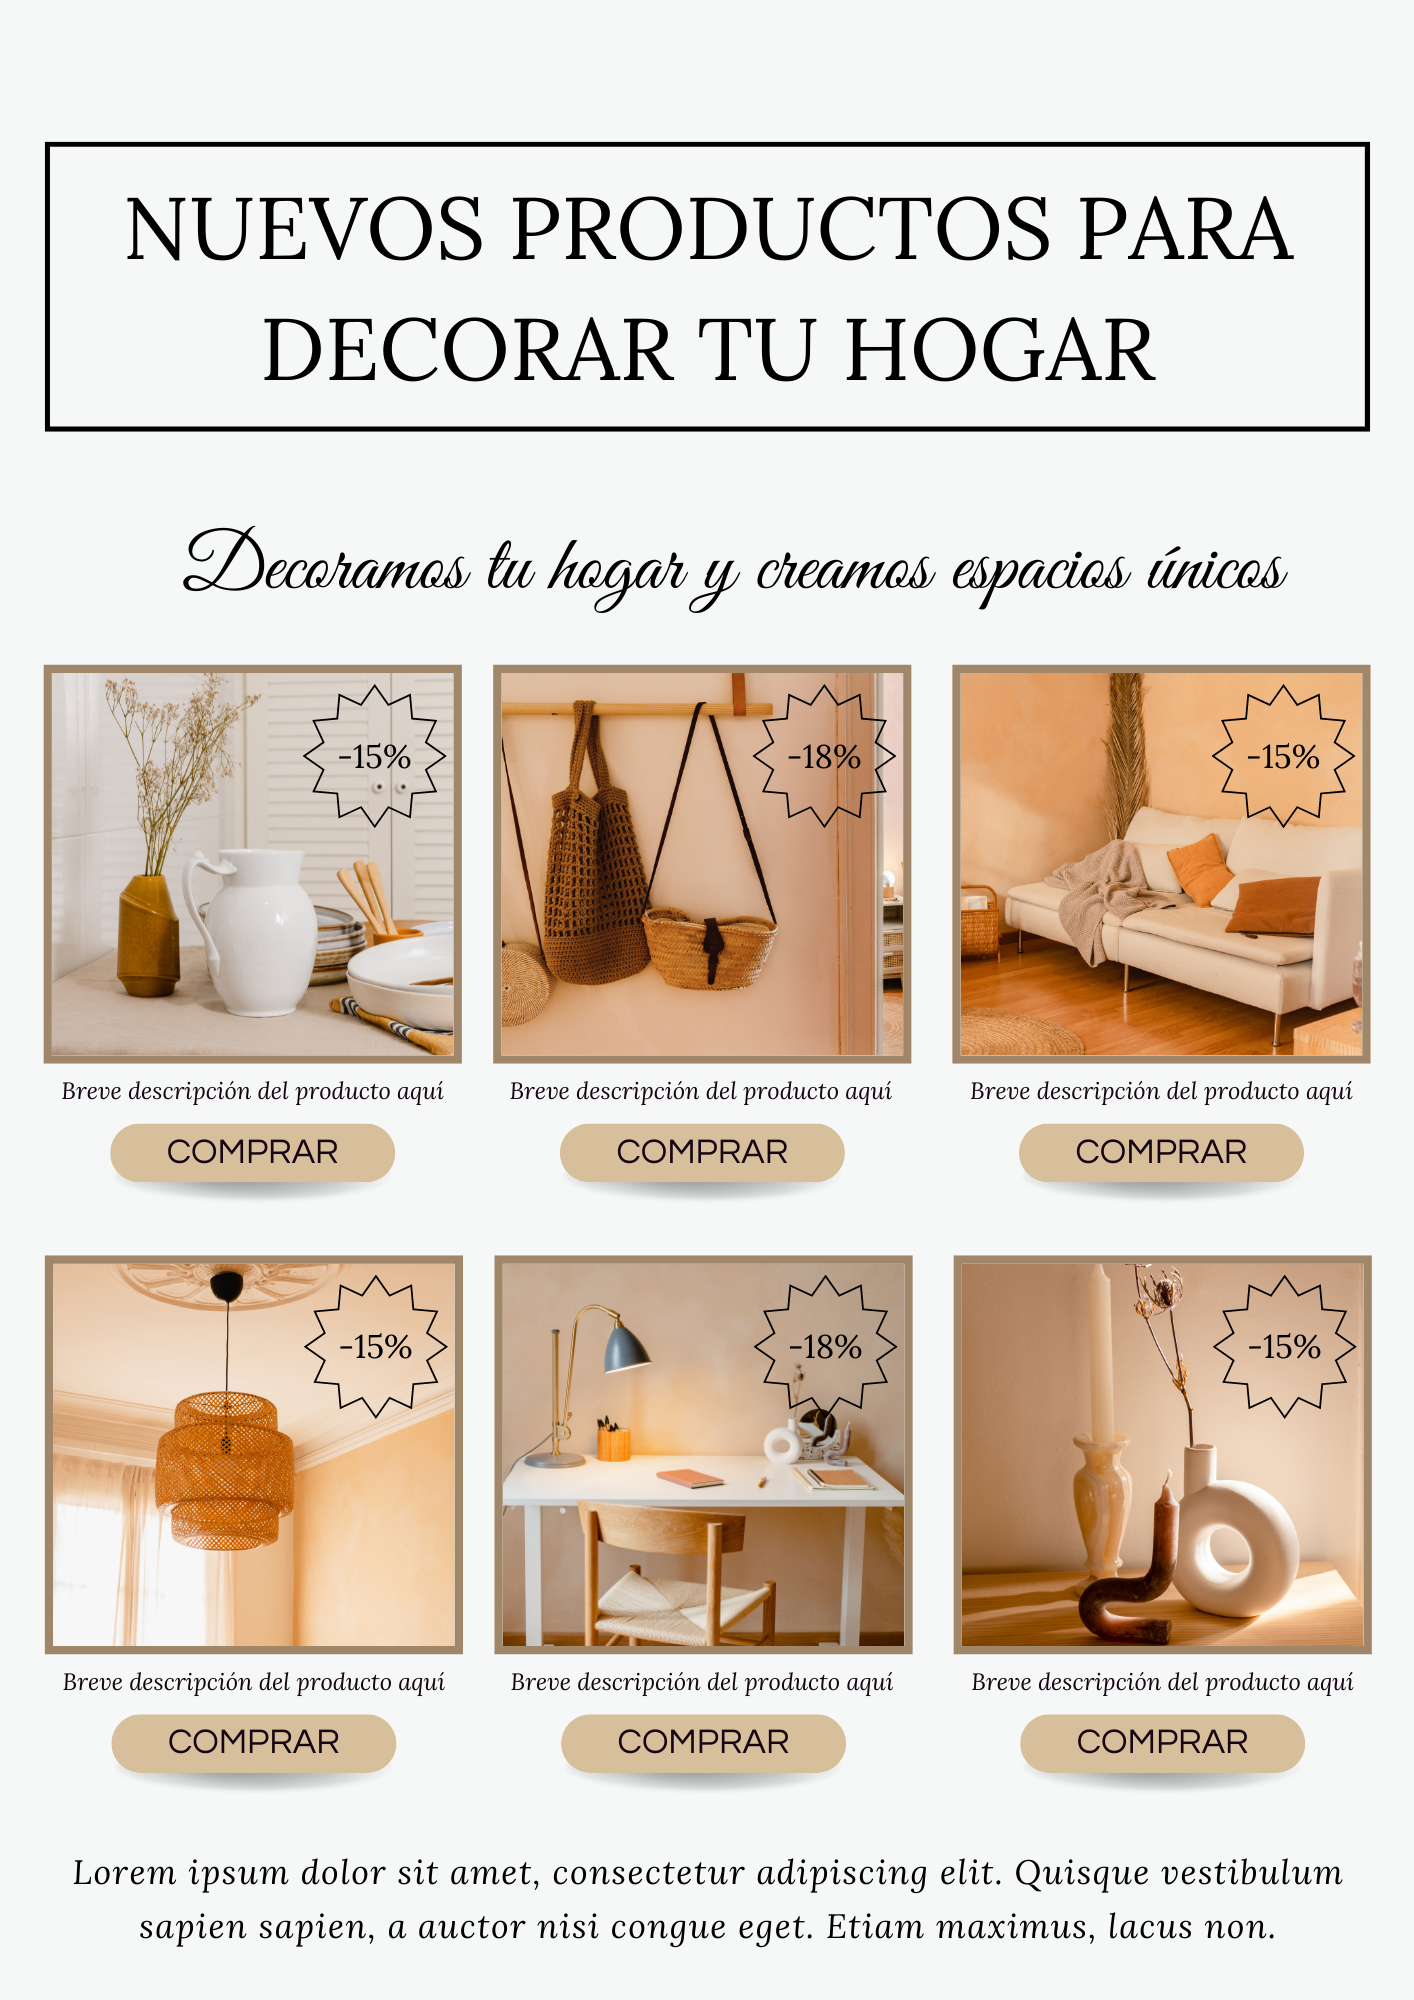 NUEVOS PRODUCTOS PARA
DECORAR TU HOGAR
Decoramos tu hogar y creamos espacios únicos
-15%
-18%
-15%
Breve descripción del producto aquí
Breve descripción del producto aquí
Breve descripción del producto aquí
COMPRAR
COMPRAR
COMPRAR
-15%
-18%
-15%
Breve descripción del producto aquí
Breve descripción del producto aquí
Breve descripción del producto aquí
COMPRAR
COMPRAR
COMPRAR
Lorem ipsum dolor sit amet, consectetur adipiscing elit. Quisque vestibulum
sapien sapien, a auctor nisi congue eget. Etiam maximus, lacus non.